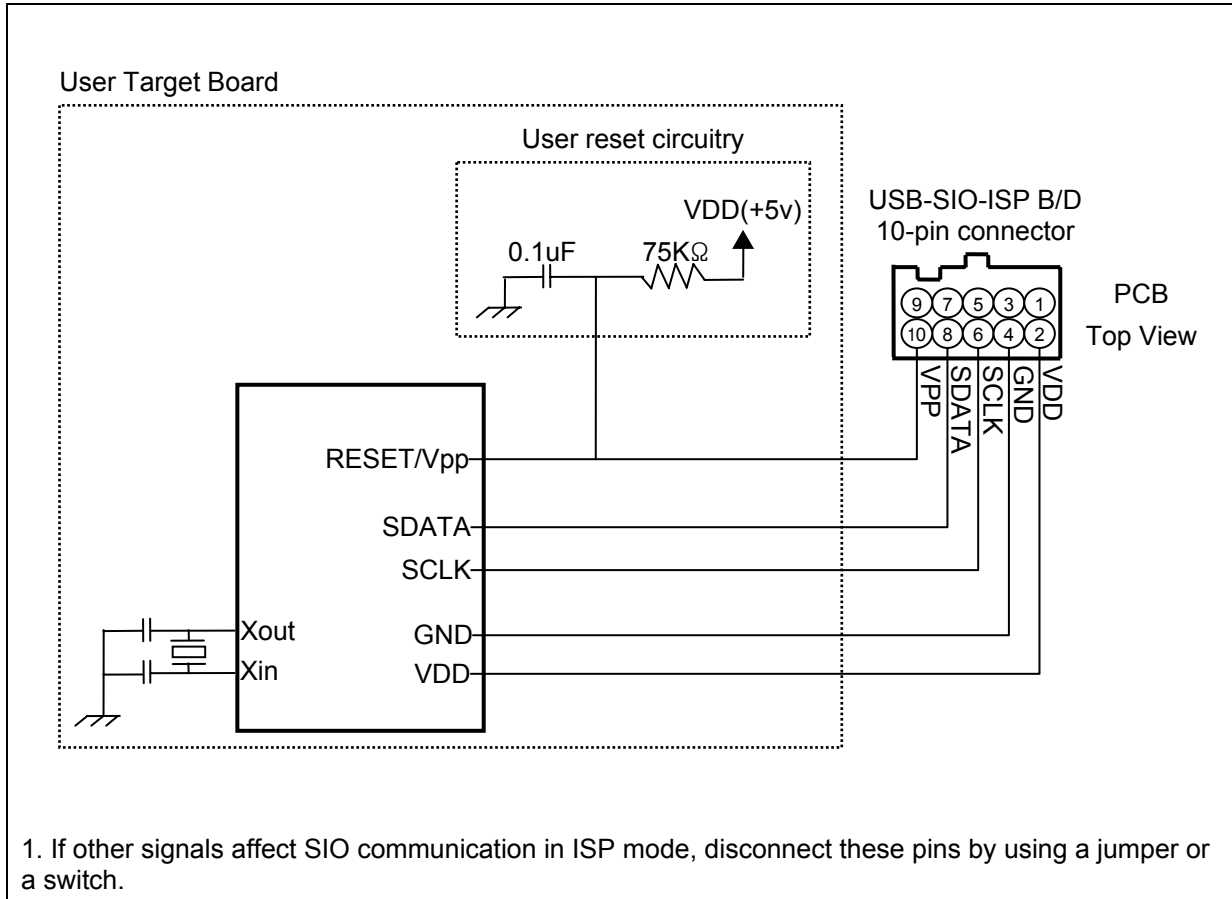 User Target Board
User reset circuitry
VDD(+5v)
0.1uF
75KΩ
USB-SIO-ISP B/D
10-pin connector
9 7 5 3 1
10 8 6 4 2
PCB
Top View
VPP
SDATA
SCLK
GND
VDD
RESET/Vpp
SDATA
SCLK
GND
VDD
Xout
Xin
1. If other signals affect SIO communication in ISP mode, disconnect these pins by using a jumper or
a switch.